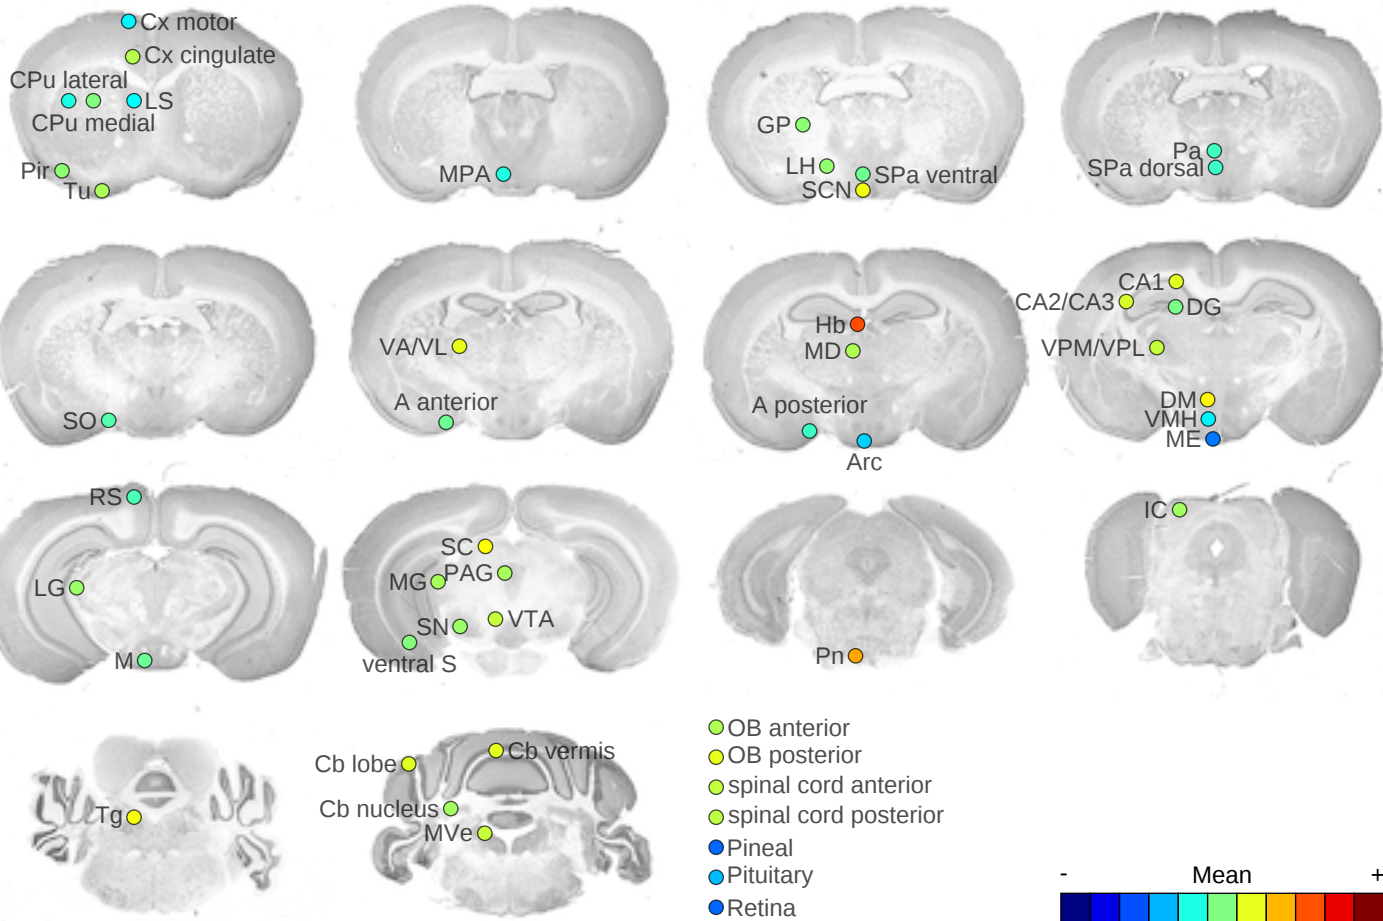 Cx motor
Cx cingulate
CPu lateral
LS
CPu medial
Pir
Tu
MPA
GP
LH
SPa ventral
SCN
Pa
SPa dorsal
SO
VA/VL
A anterior
Hb
MD
A posterior
Arc
CA1
CA2/CA3
DG
VPM/VPL
DM
VMH
ME
RS
LG
M
SC
PAG
MG
VTA
SN
ventral S
Pn
IC
Tg
Cb lobe
Cb vermis
Cb nucleus
MVe
OB anterior
OB posterior
spinal cord anterior
spinal cord posterior
Pineal
Pituitary
Retina
- Mean +